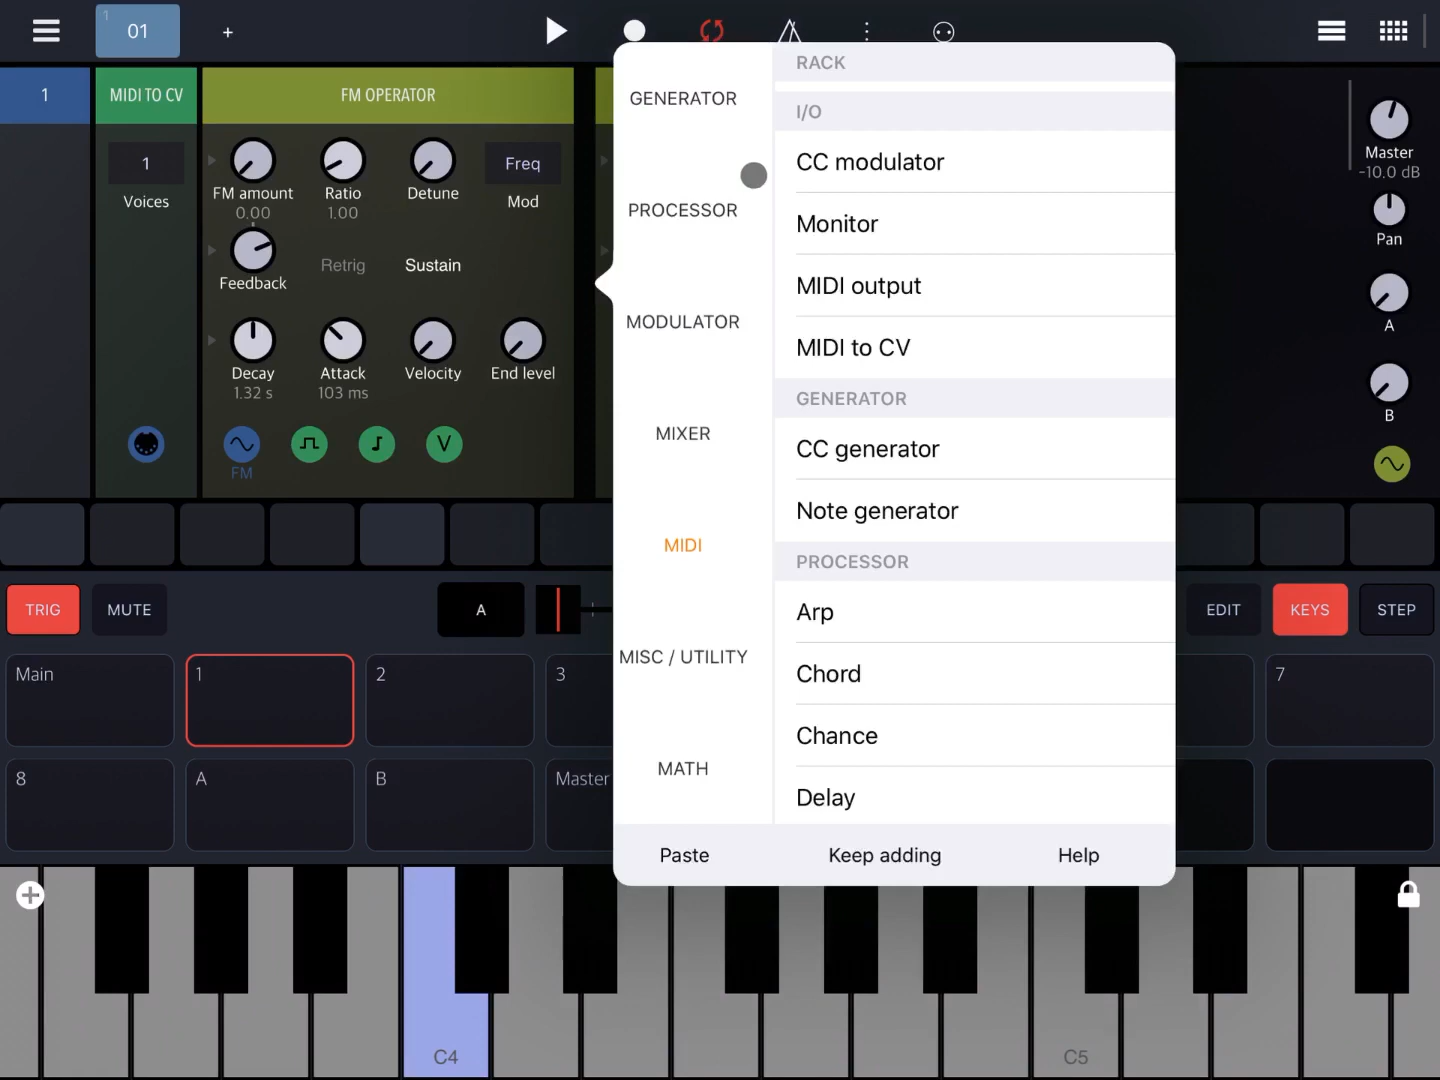 1
01
+
1
MIDI TO CV
FM OPERATOR
1
Voices
FM amount
0.00
Ratio
1.00
Detune
Freq
Mod
Feedback
Retrig
Sustain
Decay
1.32 s
Attack
103 ms
Velocity
End level
V
FM
GENERATOR
PROCESSOR
MODULATOR
MIXER
MIDI
MISC / UTILITY
MATH
RACK
I/O
CC modulator
Monitor
MIDI output
MIDI to CV
GENERATOR
CC generator
Note generator
PROCESSOR
Arp
Chord
Chance
Delay
Paste
Keep adding
Help
Master
-10.0 dB
Pan
A
B
TRIG
MUTE
A
EDIT
KEYS
STEP
Main
1
2
3
7
8
A
B
Master
C4
C5